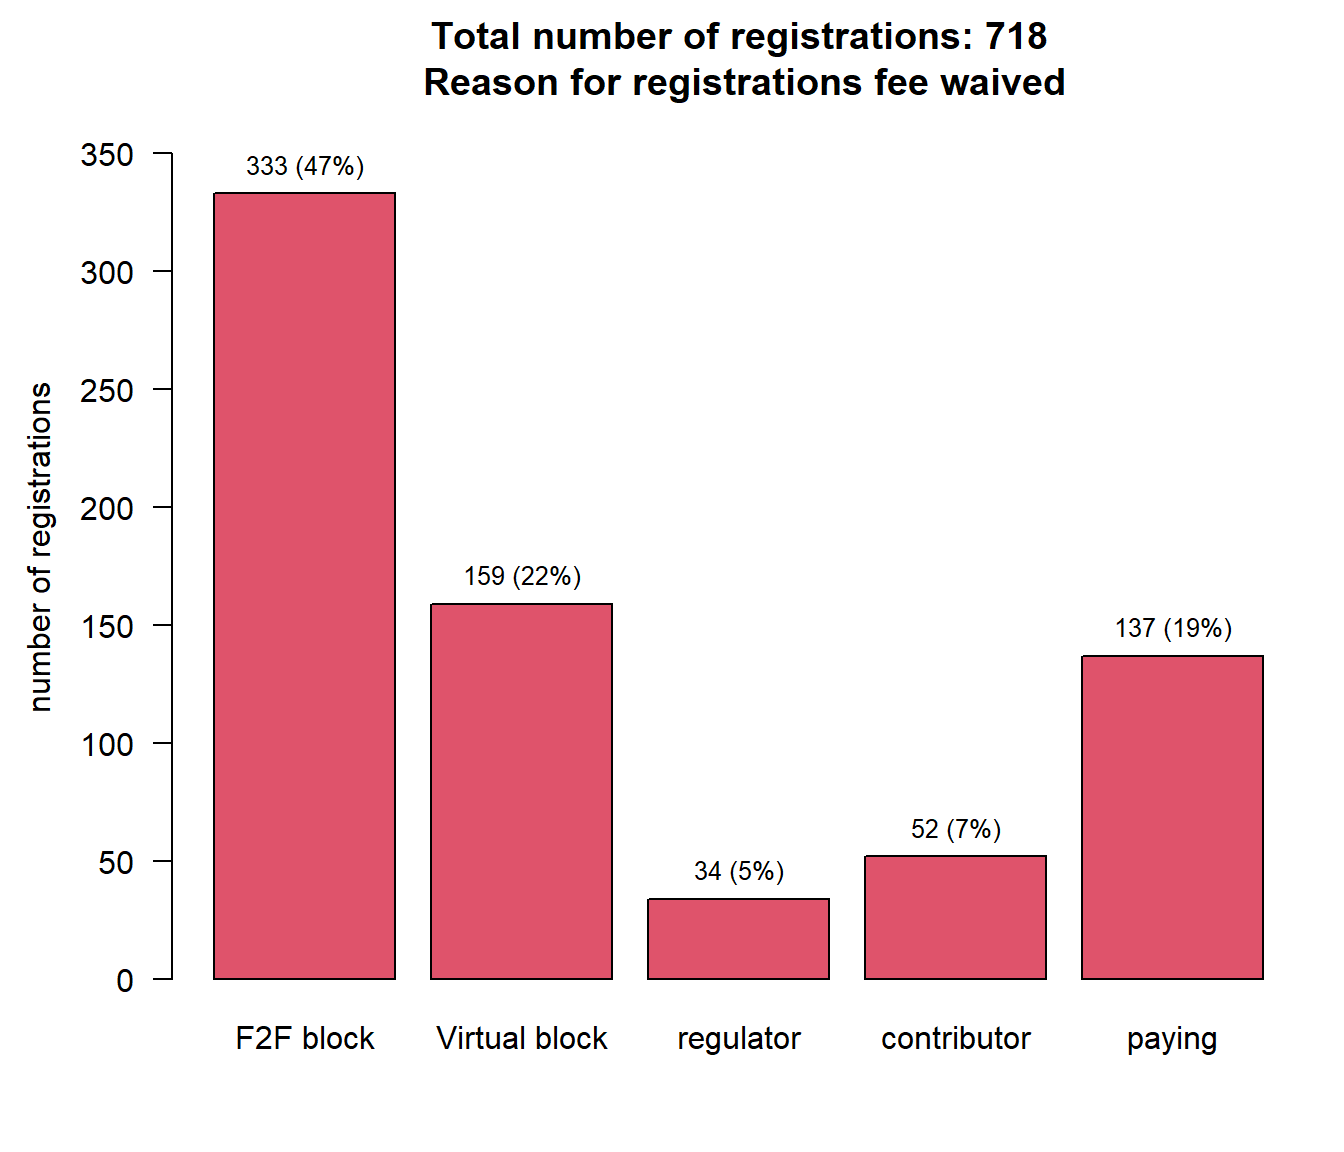 Total number of registrations: 718
Reason for registrations fee waived
number of registrations
350
300
250
200
150
100
50
0
333 (47%)
159 (22%)
34 (5%)
52 (7%)
137 (19%)
F2F block
Virtual block
regulator
contributor
paying